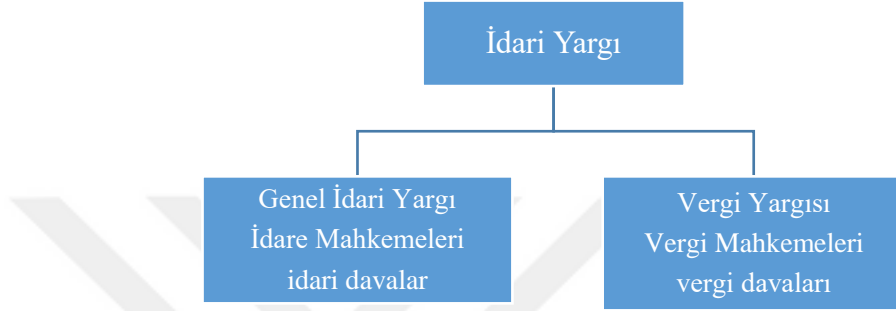 İdari Yargı
Genel İdari Yargı
İdare Mahkemeleri
idari davalar
Vergi Yargısı
Vergi Mahkemeleri
vergi davaları